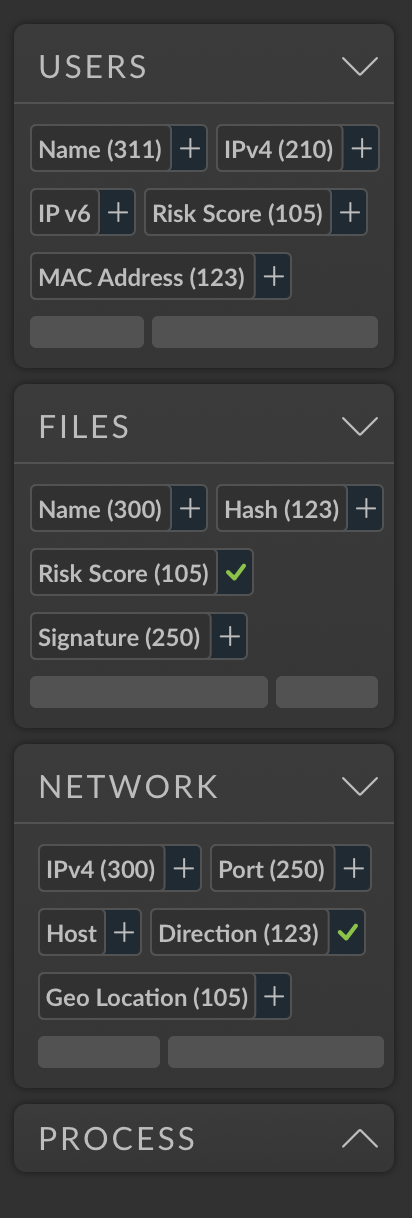 USERS
Name (311) + IPv4 (210) +
IP v6 + Risk Score (105) +
MAC Address (123) +
FILES
Name (300) + Hash (123) +
Risk Score (105)
Signature (250) +
NETWORK
IPv4 (300) + Port (250) +
Host + Direction (123)
Geo Location (105) +
PROCESS